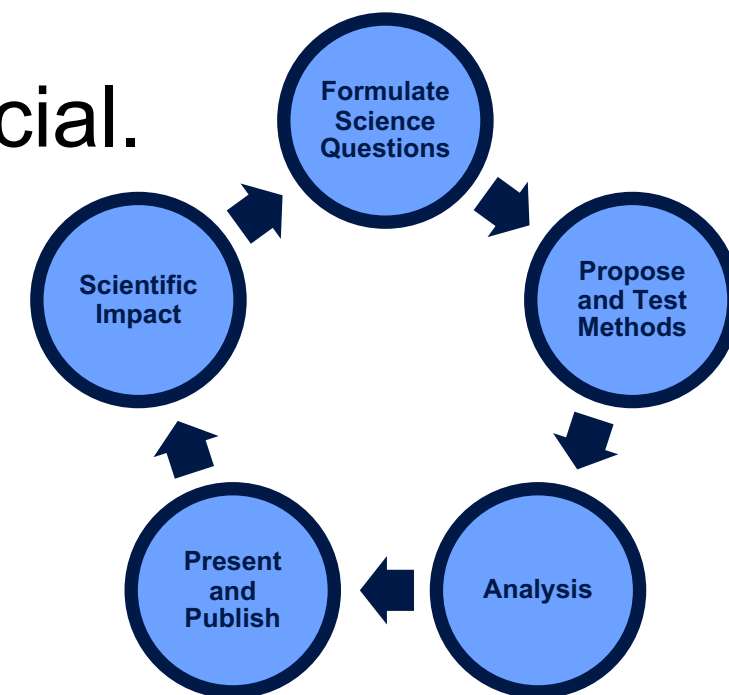 cial.
Formulate
Science
Questions
Propose
and Test
Methods
Analysis
Present
and
Publish
Scientific
Impact